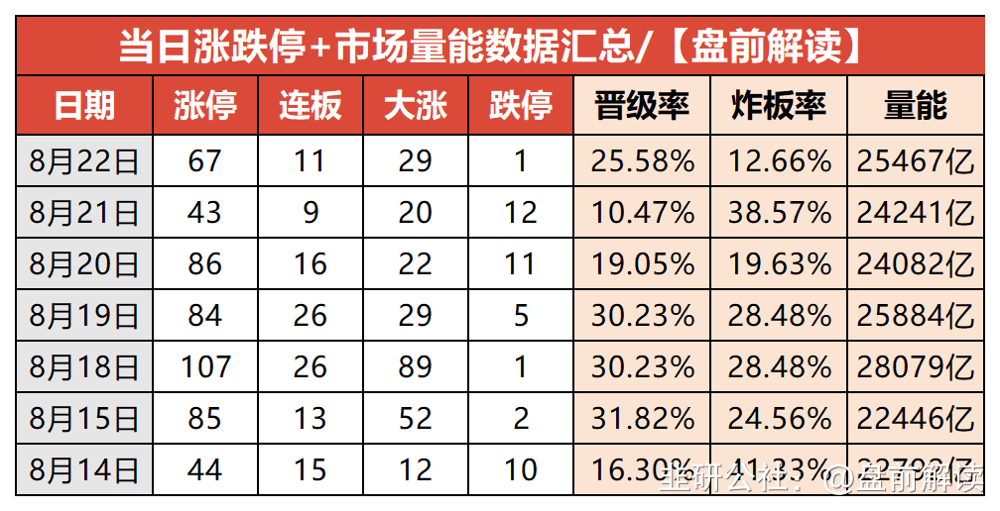 当日涨跌停+市场量能数据汇总/【盘前解读】
日期 涨停 连板 大涨 跌停 晋级率 炸板率 量能
8月22日 67 11 29 1 25.58% 12.66% 25467亿
8月21日 43 9 20 12 10.47% 38.57% 24241亿
8月20日 86 16 22 11 19.05% 19.63% 24082亿
8月19日 84 26 29 5 30.23% 28.48% 25884亿
8月18日 107 26 89 1 30.23% 28.48% 28079亿
8月15日 85 13 52 2 31.82% 24.56% 22446亿
8月14日 44 15 12 10 16.30% 41.33% 22792亿
韭研公社、@盘前解读